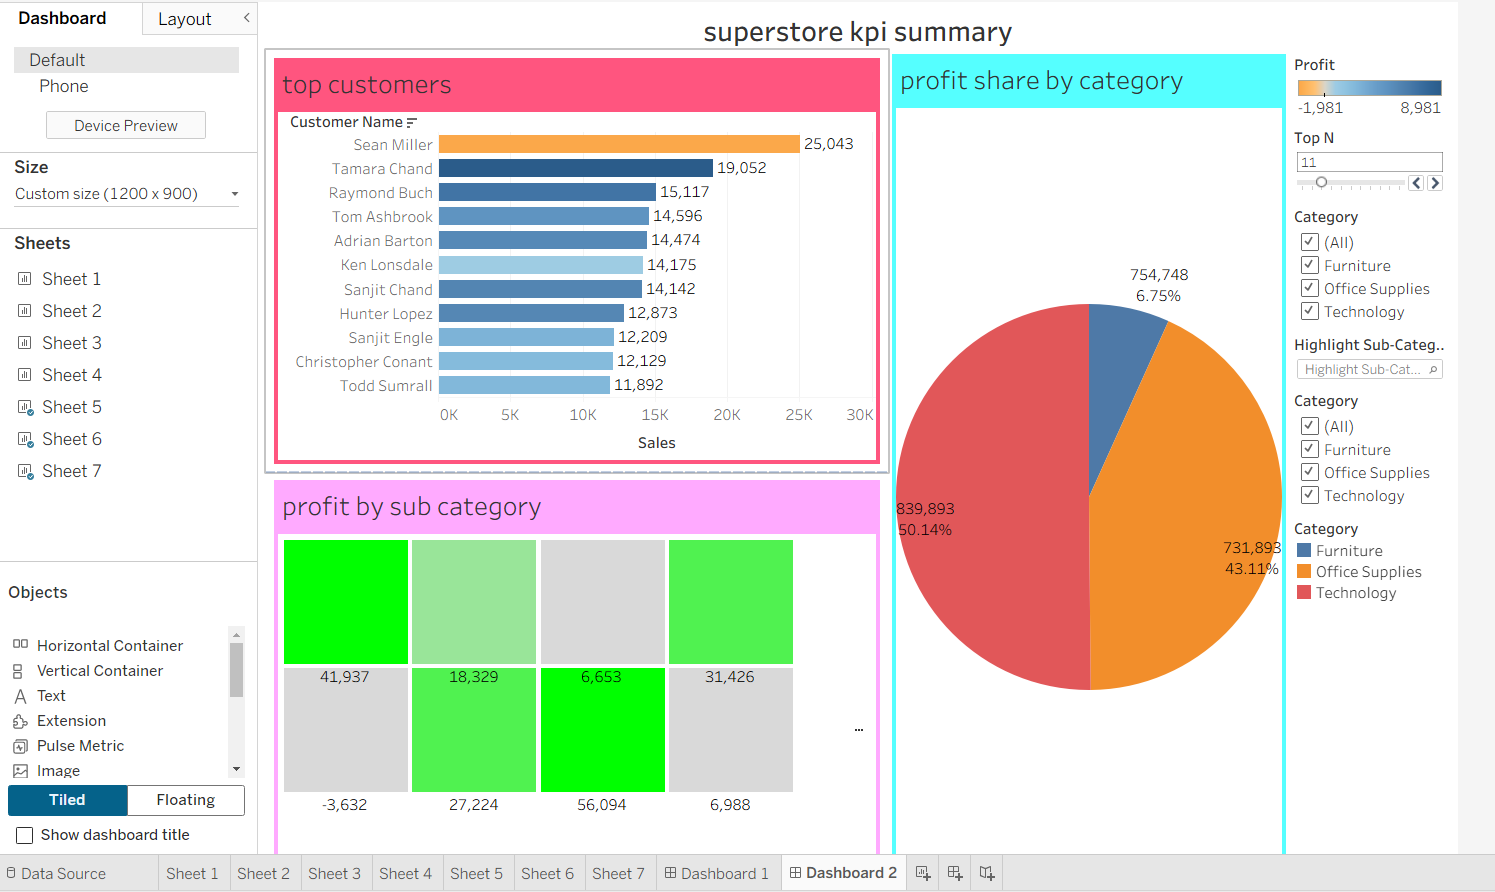 Dashboard
Layout
Default
Phone
Device Preview
Size
Custom size (1200 x 900)
Sheets
Sheet 1
Sheet 2
Sheet 3
Sheet 4
Sheet 5
Sheet 6
Sheet 7
Objects
Horizontal Container
Vertical Container
Text
Extension
Pulse Metric
Image
Tiled
Floating
Show dashboard title
superstore kpi summary
top customers
Customer Name
Sean Miller 25,043
Tamara Chand 19,052
Raymond Buch 15,117
Tom Ashbrook 14,596
Adrian Barton 14,474
Ken Lonsdale 14,175
Sanjit Chand 14,142
Hunter Lopez 12,873
Sanjit Engle 12,209
Christopher Conant 12,129
Todd Sumrall 11,892
0K 5K 10K 15K 20K 25K 30K
Sales
profit by sub category
41,937 18,329 6,653 31,426
...
-3,632 27,224 56,094 6,988
profit share by category
754,748
6.75%
839,893
50.14%
731,893
43.11%
Profit
-1,981 8,981
Top N
11
Category
(All)
Furniture
Office Supplies
Technology
Highlight Sub-Categ..
Highlight Sub-Cat...
Category
(All)
Furniture
Office Supplies
Technology
Category
Furniture
Office Supplies
Technology
Data Source Sheet 1 Sheet 2 Sheet 3 Sheet 4 Sheet 5 Sheet 6 Sheet 7 Dashboard 1 Dashboard 2